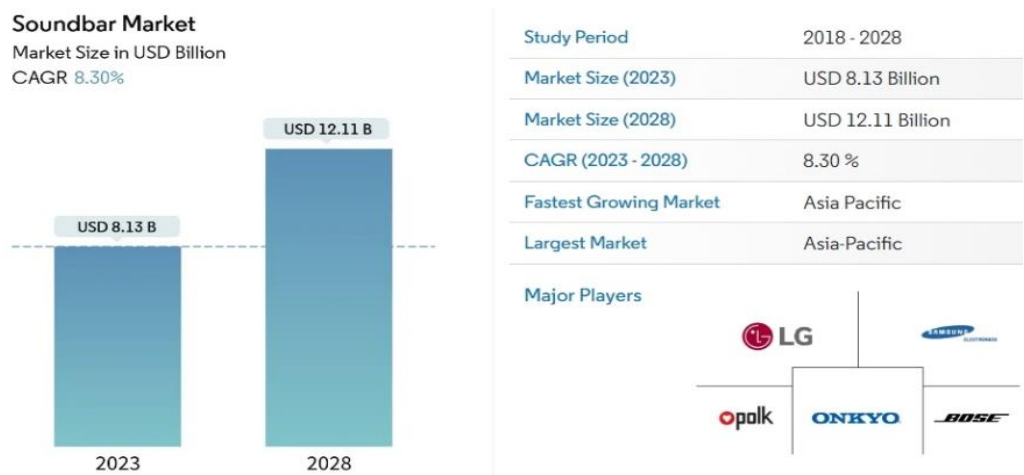 Soundbar Market
Market Size in USD Billion
CAGR 8.30%
USD 12.11 B
USD 8.13 B
2023
2028
Study Period 2018 - 2028
Market Size (2023) USD 8.13 Billion
Market Size (2028) USD 12.11 Billion
CAGR (2023 - 2028) 8.30 %
Fastest Growing Market Asia Pacific
Largest Market Asia-Pacific
Major Players
LG
SAMSUNG
ELECTRONICS
polk
ONKYO
BOSE